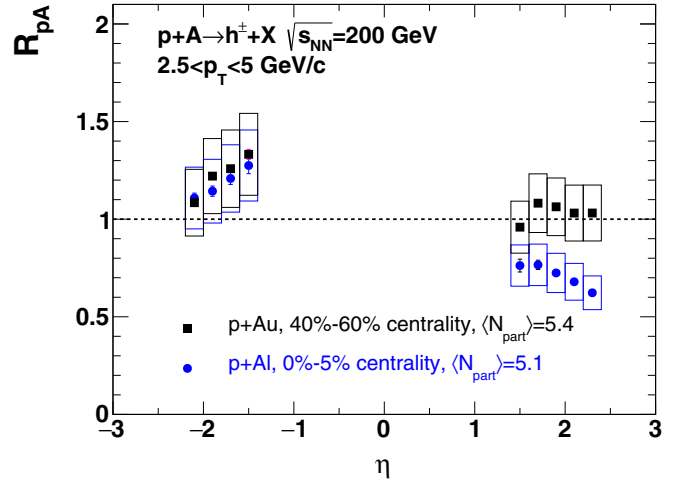 R_pA
p+A→h±+X √s_NN=200 GeV
2.5<p_T<5 GeV/c
2
1.5
1
0.5
0
p+Au, 40%-60% centrality, ⟨N_part⟩=5.4
p+Al, 0%-5% centrality, ⟨N_part⟩=5.1
−3 −2 −1 0 1 2 3
η